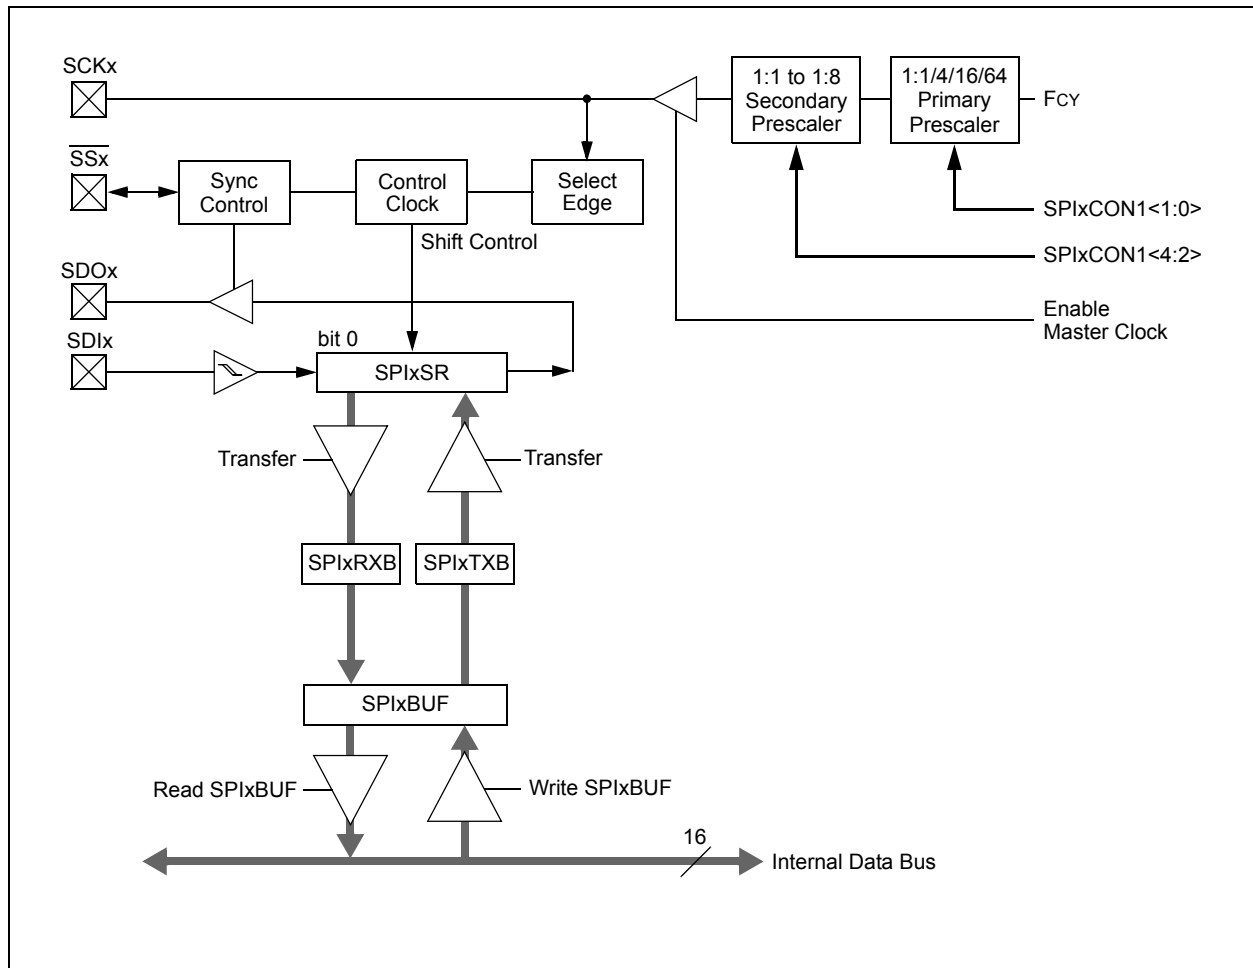 SCKx
1:1 to 1:8
Secondary
Prescaler
1:1/4/16/64
Primary
Prescaler
FCY
SSx
Sync
Control
Control
Clock
Select
Edge
SPIxCON1<1:0>
Shift Control
SPIxCON1<4:2>
SDOx
Enable
Master Clock
SDIx
bit 0
SPIxSR
Transfer
Transfer
SPIxRXB
SPIxTXB
SPIxBUF
Read SPIxBUF
Write SPIxBUF
16
Internal Data Bus